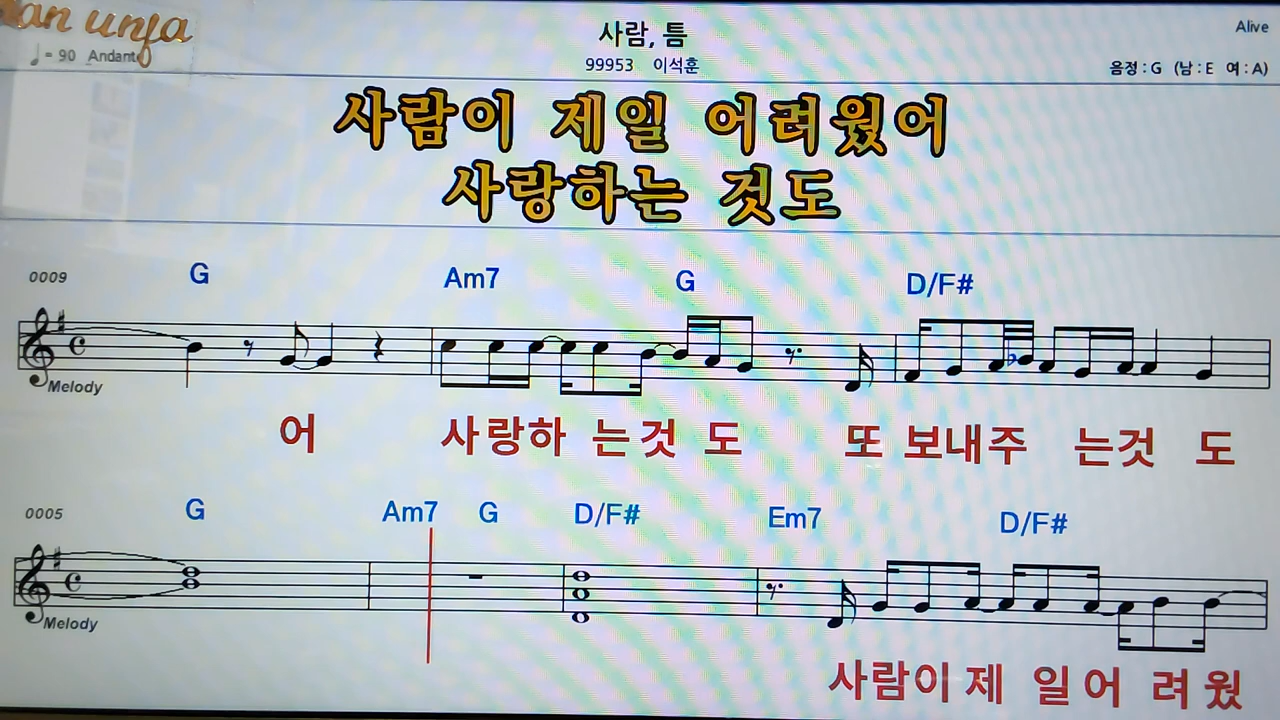 an unfa
♩= 90 Andant
사람, 틈
99953 이석훈
Alive
음정 : G (남 : E 여 : A)
사람이 제일 어려웠어
사랑하는 것도
0009 G Am7 G D/F#
Melody
어 사랑하 는것 도 또 보내주 는것 도
0005 G Am7 G D/F# Em7 D/F#
Melody
사람이 제 일 어 려 웠